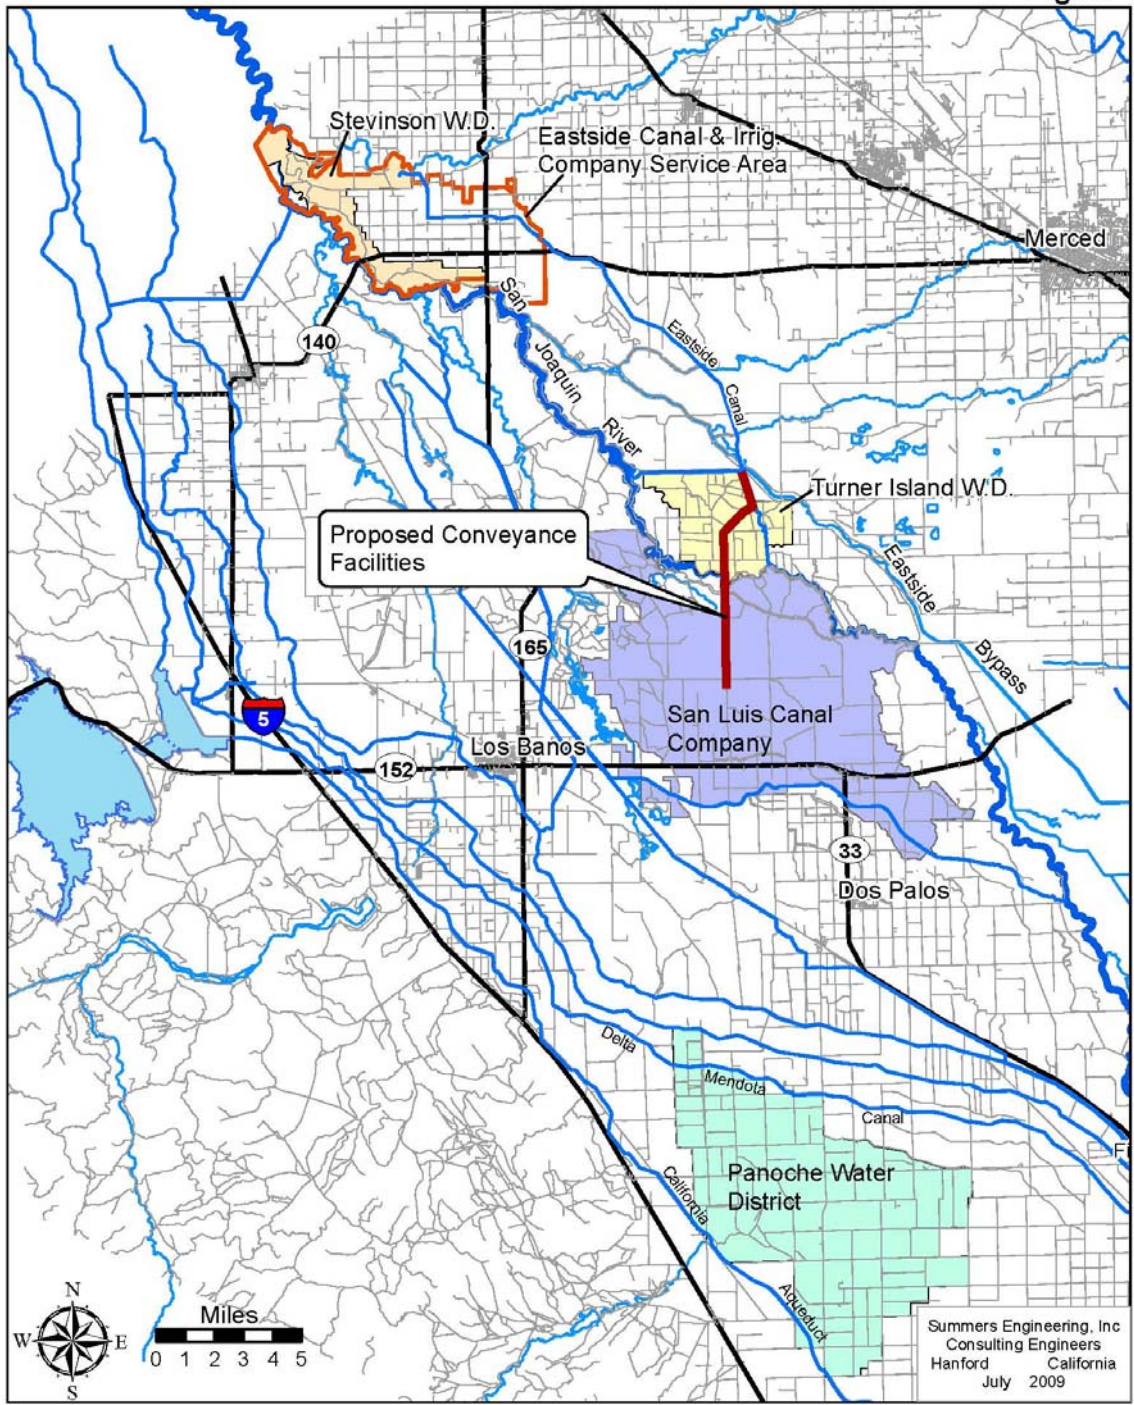 g
Stevinson W.D.
Eastside Canal & Irrig.
Company Service Area
Merced
San
Joaquin
River
140
Eastside
Canal
Turner Island W.D.
Proposed Conveyance
Facilities
Eastside
Bypass
165
5
San Luis Canal
Company
Los Banos
152
33
Dos Palos
Delta
Mendota
Canal
Fi
Panoche Water
District
California
Aqueduct
N
W E
S
Miles
0 1 2 3 4 5
Summers Engineering, Inc
Consulting Engineers
Hanford California
July 2009